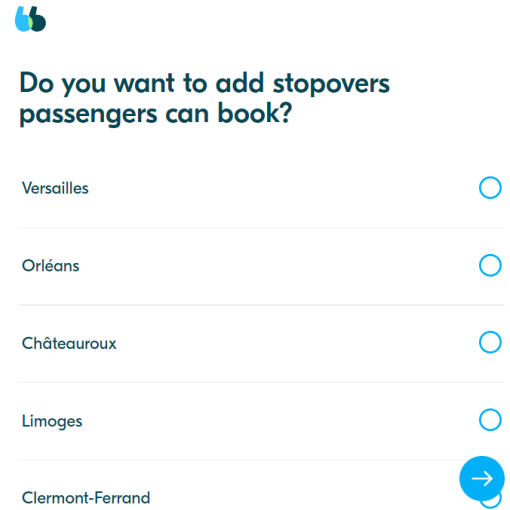 Do you want to add stopovers
passengers can book?
Versailles
Orléans
Châteauroux
Limoges
Clermont-Ferrand